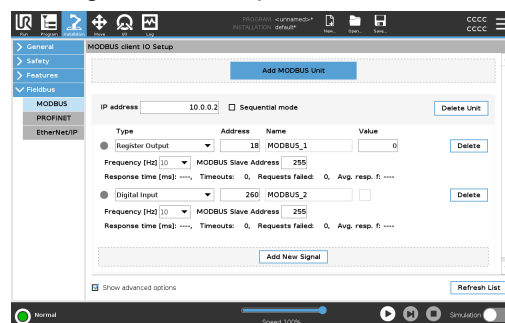 PROGRAM <unnamed>*
INSTALLATION default*
Run Program Installation Move I/O Log New... Open... Save...
CCCC
CCCC
General
Safety
Features
Fieldbus
MODBUS
PROFINET
EtherNet/IP
MODBUS client IO Setup
Add MODBUS Unit
IP address 10.0.0.2 Sequential mode Delete Unit
Type Address Name Value
Register Output 18 MODBUS_1 0 Delete
Frequency [Hz] 10 MODBUS Slave Address 255
Response time [ms]: ----, Timeouts: 0, Requests failed: 0, Avg. resp. f: ----
Digital Input 260 MODBUS_2 Delete
Frequency [Hz] 10 MODBUS Slave Address 255
Response time [ms]: ----, Timeouts: 0, Requests failed: 0, Avg. resp. f: ----
Add New Signal
Show advanced options Refresh List
Normal Speed 100% Simulation